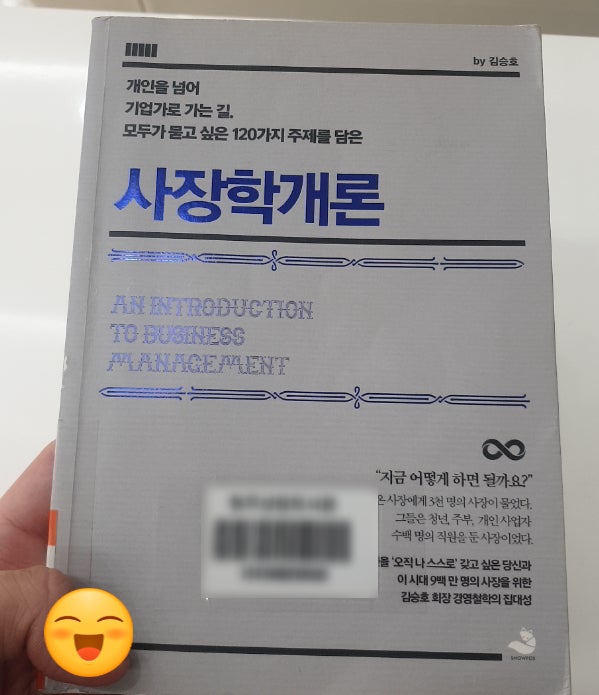 by 김승호
개인을 넘어
기업가로 가는 길.
모두가 묻고 싶은 120가지 주제를 담은
사장학개론
AN INTRODUCTION
TO BUSINESS
MANAGEMENT
“지금 어떻게 하면 될까요?”
사장에게 3천 명의 사장이 물었다.
그들은 청년, 주부, 개인 사업자
수백 명의 직원을 둔 사장이었다.
‘오직 나 스스로’ 갖고 싶은 당신과
이 시대 9백 만 명의 사장을 위한
김승호 회장 경영철학의 집대성
SNOWFOX